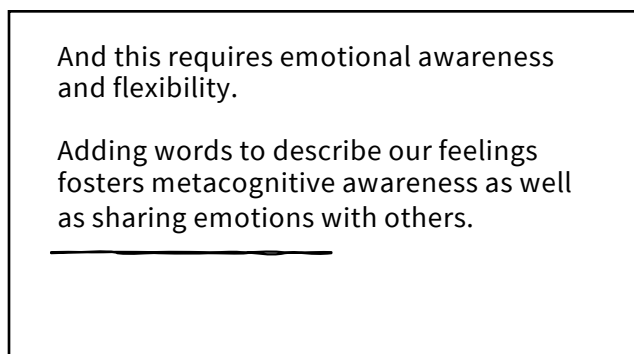 And this requires emotional awareness
and flexibility.
Adding words to describe our feelings
fosters metacognitive awareness as well
as sharing emotions with others.